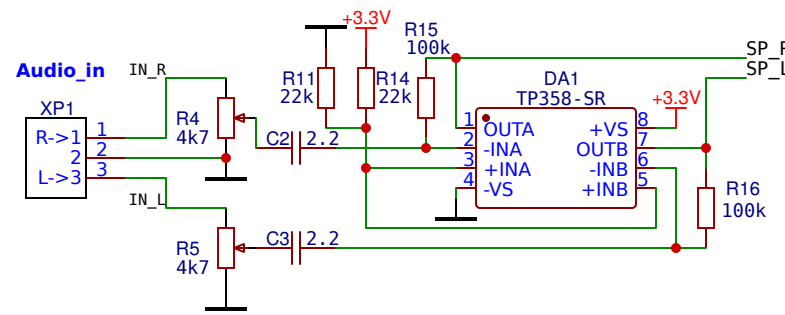 +3.3V
R15
100k
SP_R
Audio_in
IN_R
SP_L
R11
22k
R14
22k
DA1
TP358-SR
+3.3V
XP1
R4
4k7
R->1
1
2
2
L->3
3
C2
2.2
1
OUTA
+VS
8
2
-INA
OUTB
7
3
+INA
-INB
6
4
-VS
+INB
5
IN_L
R16
100k
R5
4k7
C3
2.2